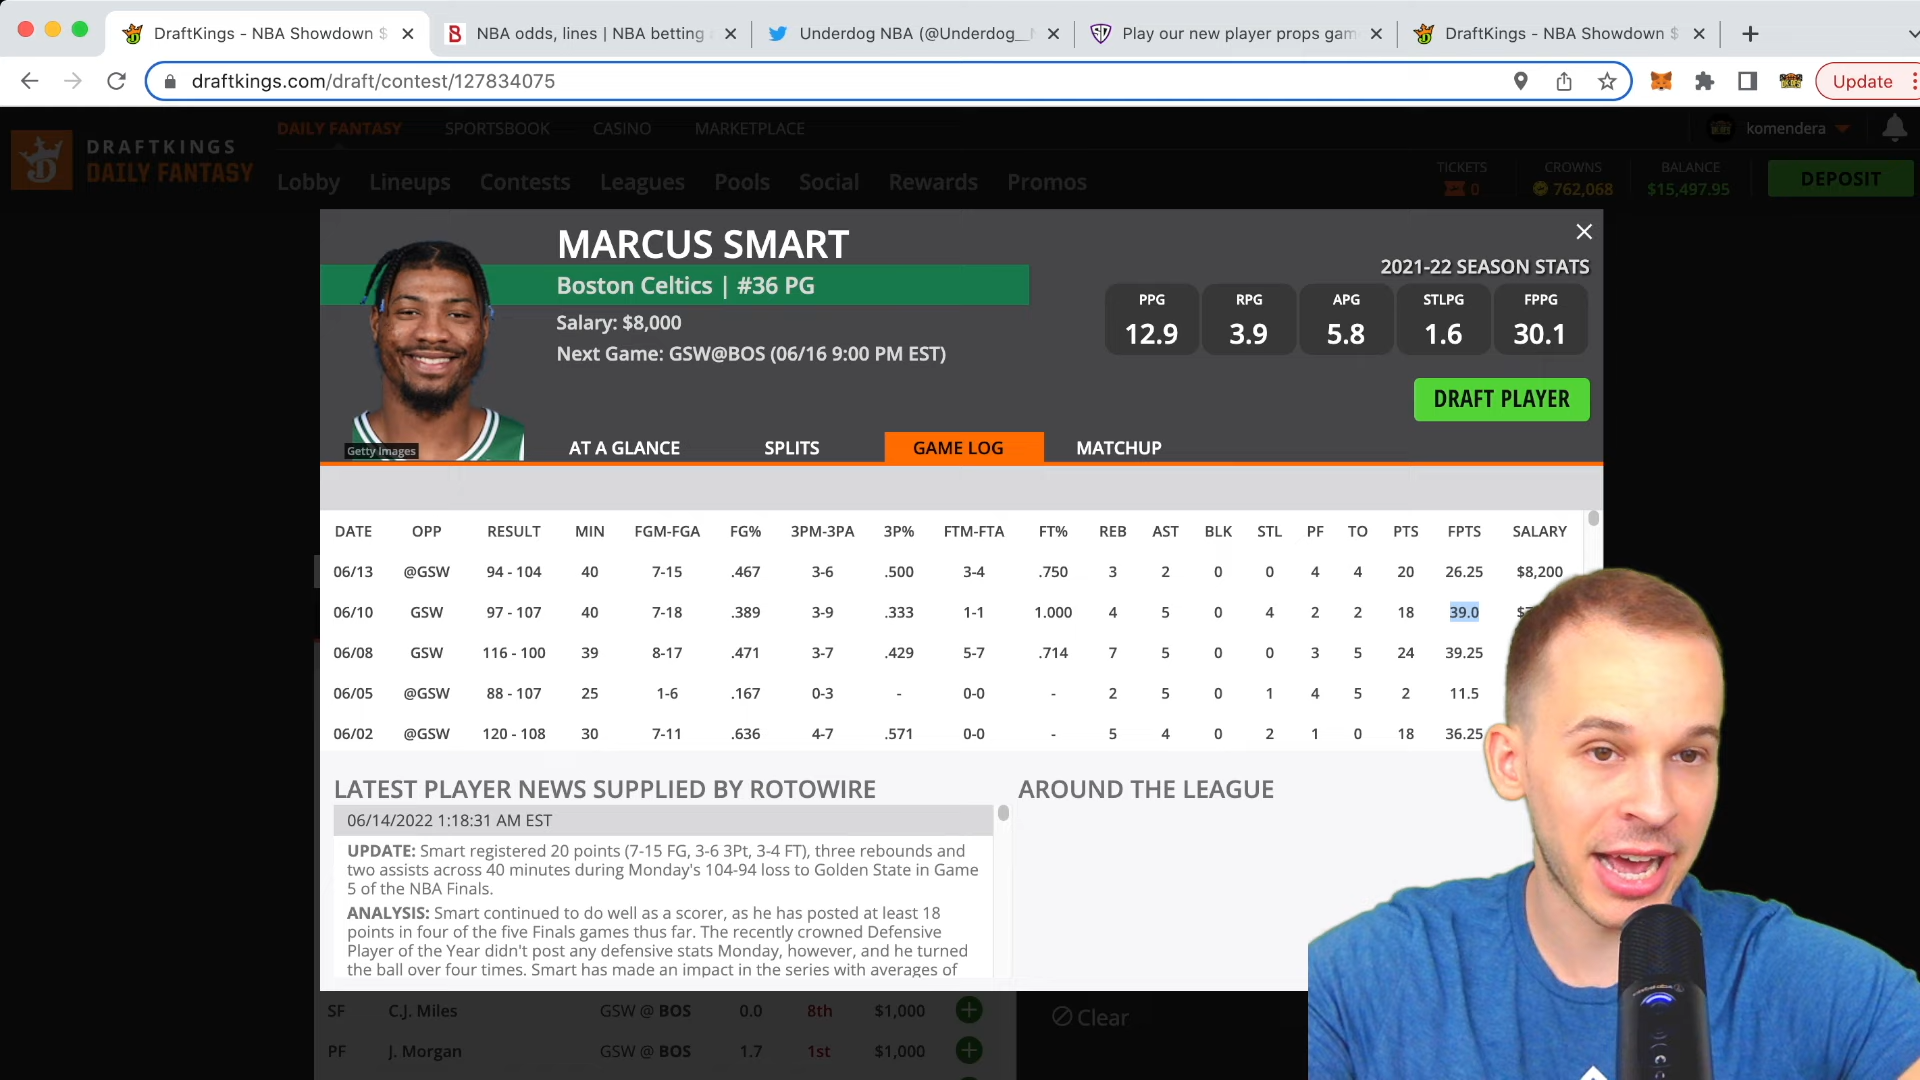 DraftKings - NBA Showdown $
NBA odds, lines | NBA betting
Underdog NBA (@Underdog__N
Play our new player props gam
DraftKings - NBA Showdown $
draftkings.com/draft/contest/127834075
Update
DRAFTKINGS
DAILY FANTASY
DAILY FANTASY SPORTSBOOK CASINO MARKETPLACE
komendera
Lobby Lineups Contests Leagues Pools Social Rewards Promos
TICKETS CROWNS BALANCE
0 762,068 $15,497.95
DEPOSIT
MARCUS SMART
Boston Celtics | #36 PG
Salary: $8,000
Next Game: GSW@BOS (06/16 9:00 PM EST)
2021-22 SEASON STATS
PPG RPG APG STLPG FPPG
12.9 3.9 5.8 1.6 30.1
DRAFT PLAYER
Getty Images
AT A GLANCE SPLITS GAME LOG MATCHUP
DATE OPP RESULT MIN FGM-FGA FG% 3PM-3PA 3P% FTM-FTA FT% REB AST BLK STL PF TO PTS FPTS SALARY
06/13 @GSW 94 - 104 40 7-15 .467 3-6 .500 3-4 .750 3 2 0 0 4 4 20 26.25 $8,200
06/10 GSW 97 - 107 40 7-18 .389 3-9 .333 1-1 1.000 4 5 0 4 2 2 18 39.0
06/08 GSW 116 - 100 39 8-17 .471 3-7 .429 5-7 .714 7 5 0 0 3 5 24 39.25
06/05 @GSW 88 - 107 25 1-6 .167 0-3 - 0-0 - 2 5 0 1 4 5 2 11.5
06/02 @GSW 120 - 108 30 7-11 .636 4-7 .571 0-0 - 5 4 0 2 1 0 18 36.25
LATEST PLAYER NEWS SUPPLIED BY ROTOWIRE
AROUND THE LEAGUE
06/14/2022 1:18:31 AM EST
UPDATE: Smart registered 20 points (7-15 FG, 3-6 3Pt, 3-4 FT), three rebounds and
two assists across 40 minutes during Monday's 104-94 loss to Golden State in Game
5 of the NBA Finals.
ANALYSIS: Smart continued to do well as a scorer, as he has posted at least 18
points in four of the five Finals games thus far. The recently crowned Defensive
Player of the Year didn't post any defensive stats Monday, however, and he turned
the ball over four times. Smart has made an impact in the series with averages of
SF C.J. Miles GSW @ BOS 0.0 8th $1,000
Clear
PF J. Morgan GSW @ BOS 1.7 1st $1,000